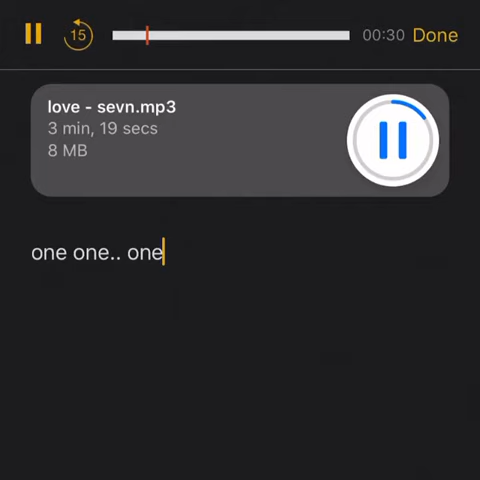 15 00:30 Done
love - sevn.mp3
3 min, 19 secs
8 MB
one one.. one